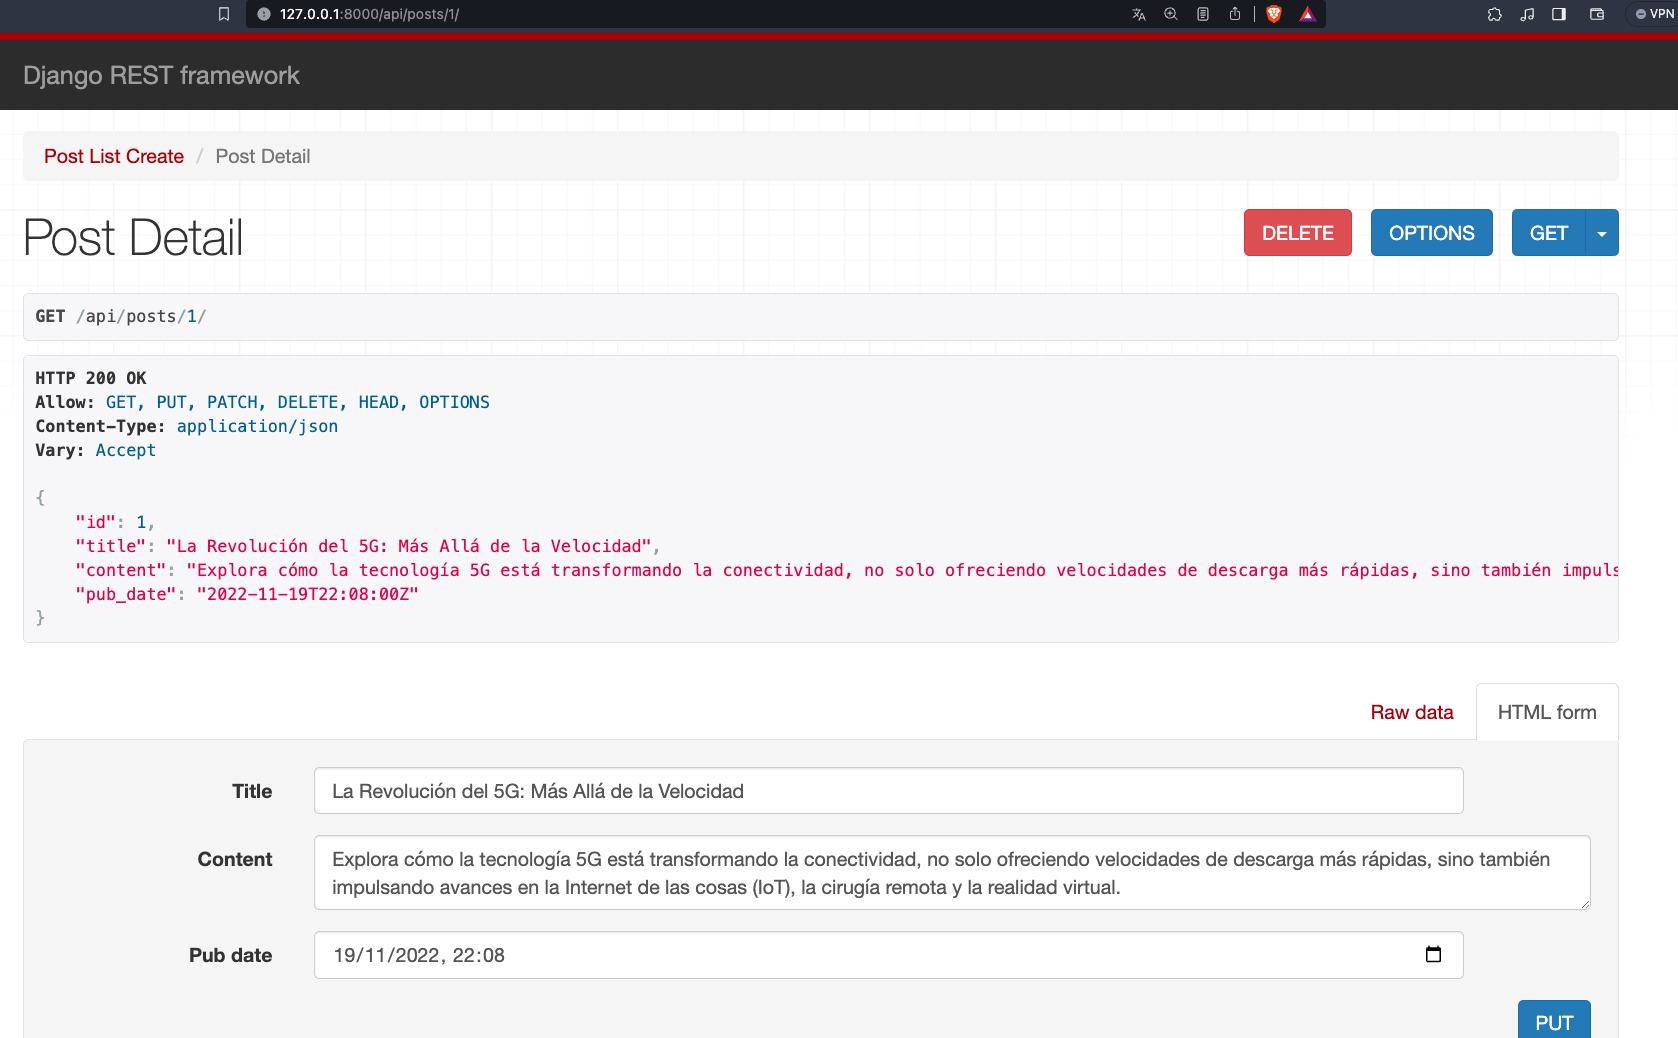 127.0.0.1:8000/api/posts/1/
VPN
Django REST framework
Post List Create / Post Detail
Post Detail
DELETE OPTIONS GET
GET /api/posts/1/
HTTP 200 OK
Allow: GET, PUT, PATCH, DELETE, HEAD, OPTIONS
Content-Type: application/json
Vary: Accept
{
"id": 1,
"title": "La Revolución del 5G: Más Allá de la Velocidad",
"content": "Explora cómo la tecnología 5G está transformando la conectividad, no solo ofreciendo velocidades de descarga más rápidas, sino también impuls
"pub_date": "2022-11-19T22:08:00Z"
}
Raw data HTML form
Title La Revolución del 5G: Más Allá de la Velocidad
Content Explora cómo la tecnología 5G está transformando la conectividad, no solo ofreciendo velocidades de descarga más rápidas, sino también
impulsando avances en la Internet de las cosas (IoT), la cirugía remota y la realidad virtual.
Pub date 19/11/2022, 22:08
PUT